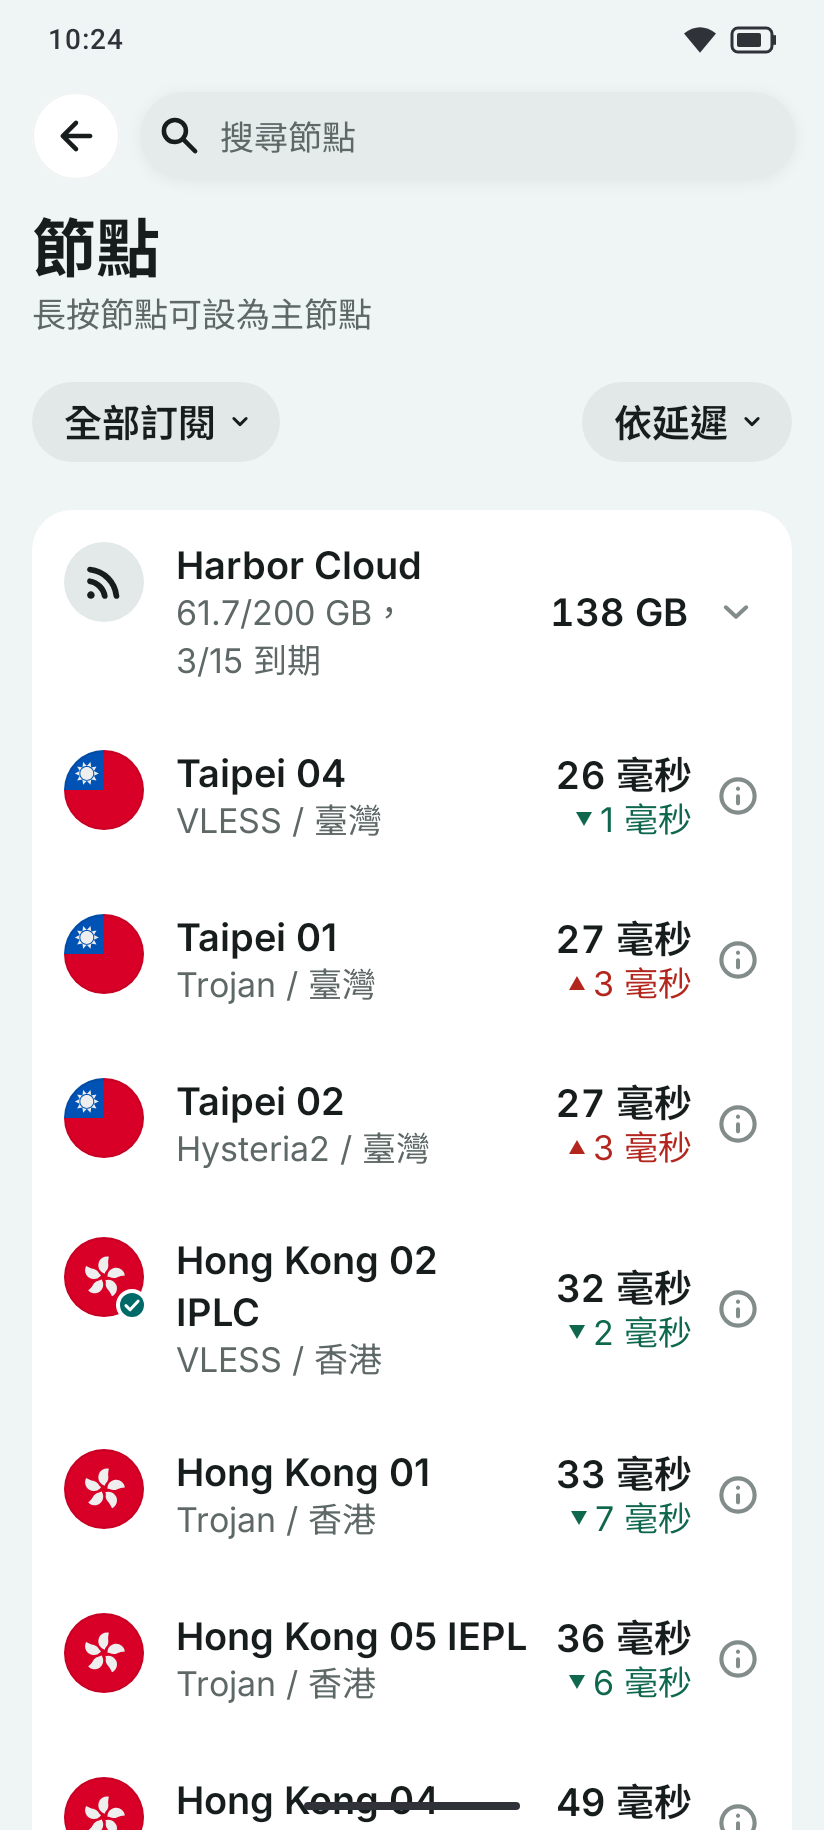 10:24
搜尋節點
節點
長按節點可設為主節點
全部訂閱
依延遲
Harbor Cloud
61.7/200 GB，
3/15 到期
138 GB
Taipei 04
VLESS / 臺灣
26 毫秒
▼1 毫秒
Taipei 01
Trojan / 臺灣
27 毫秒
▲3 毫秒
Taipei 02
Hysteria2 / 臺灣
27 毫秒
▲3 毫秒
Hong Kong 02
IPLC
VLESS / 香港
32 毫秒
▼2 毫秒
Hong Kong 01
Trojan / 香港
33 毫秒
▼7 毫秒
Hong Kong 05 IEPL
Trojan / 香港
36 毫秒
▼6 毫秒
Hong Kong 04
49 毫秒